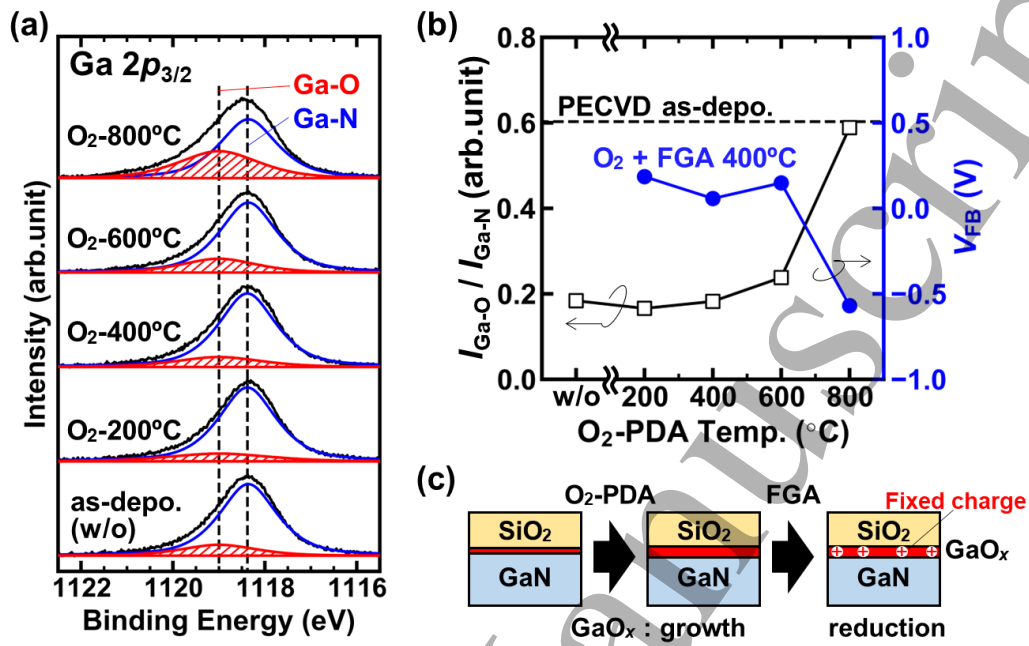 (a)
Ga 2p3/2
Ga-O
Ga-N
O2-800ºC
O2-600ºC
O2-400ºC
O2-200ºC
as-depo.
(w/o)
Intensity (arb.unit)
1122 1120 1118 1116
Binding Energy (eV)
(b)
0.8
0.6
0.4
0.2
0.0
IGa-O / IGa-N (arb.unit)
PECVD as-depo.
O2 + FGA 400ºC
1.0
0.5
0.0
−0.5
−1.0
VFB (V)
w/o 200 400 600 800
O2-PDA Temp. (°C)
(c)
O2-PDA
FGA
Fixed charge
SiO2
GaN
SiO2
GaN
SiO2
GaN
GaOx
+ + + +
GaOx : growth
reduction